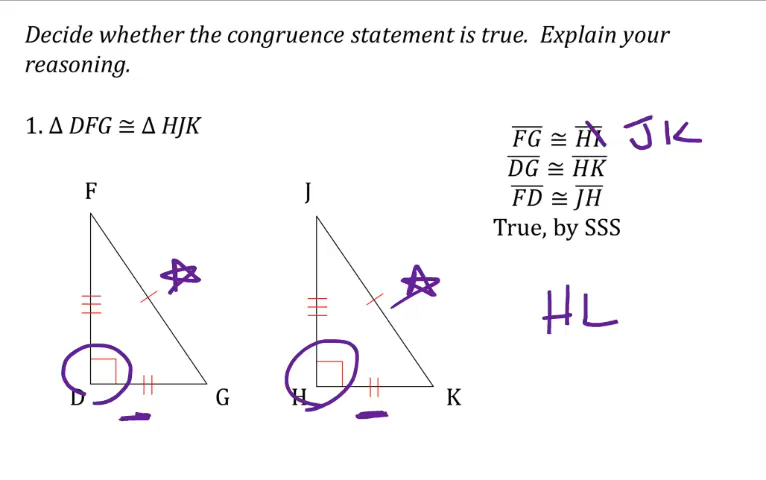 Decide whether the congruence statement is true. Explain your
reasoning.
1. Δ DFG ≅ Δ HJK
FG ≅ HI JK
DG ≅ HK
FD ≅ JH
True, by SSS
HL
F
J
D
G
H
K